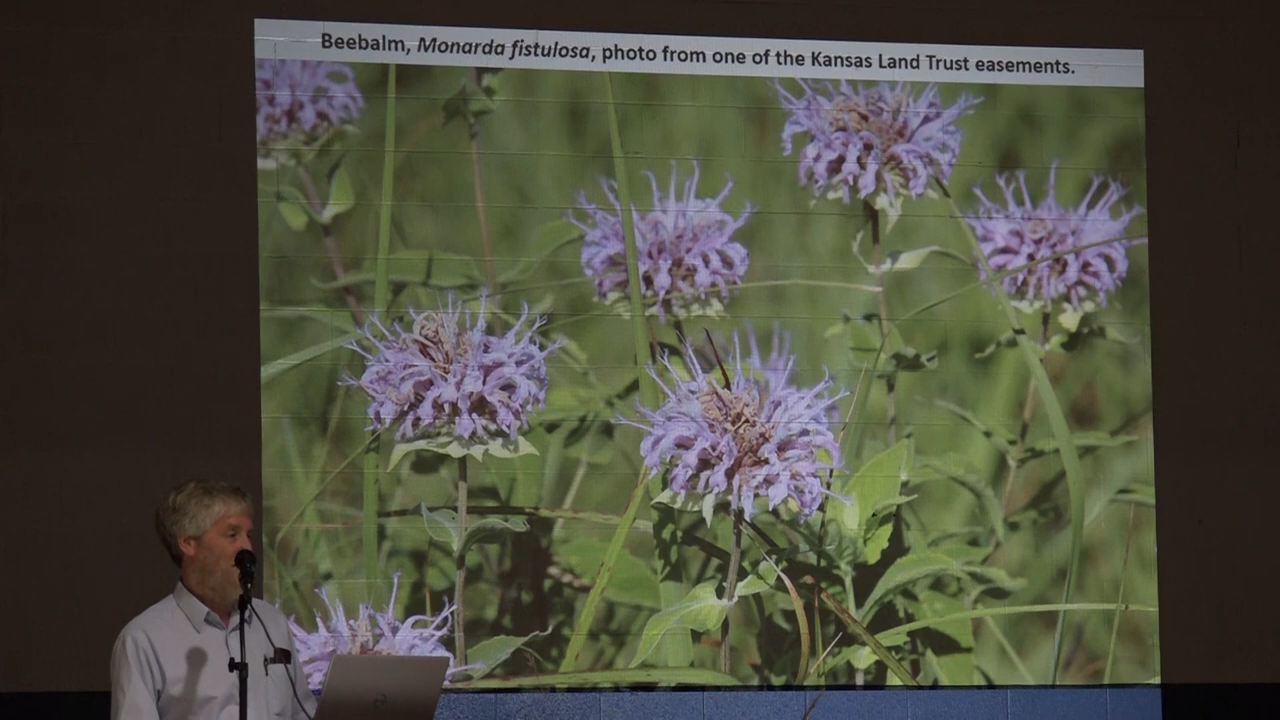 Beebalm, Monarda fistulosa, photo from one of the Kansas Land Trust easements.